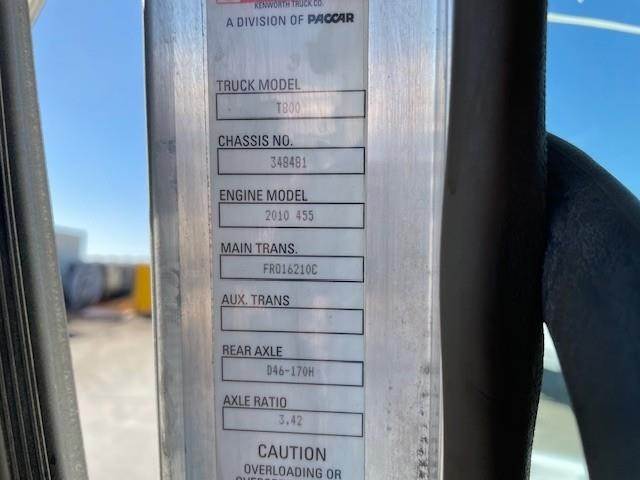 KENWORTH TRUCK CO.
A DIVISION OF PACCAR
TRUCK MODEL
T800
CHASSIS NO.
348481
ENGINE MODEL
2010 455
MAIN TRANS.
FRO16210C
AUX. TRANS
REAR AXLE
D46-170H
AXLE RATIO
3.42
CAUTION
OVERLOADING OR